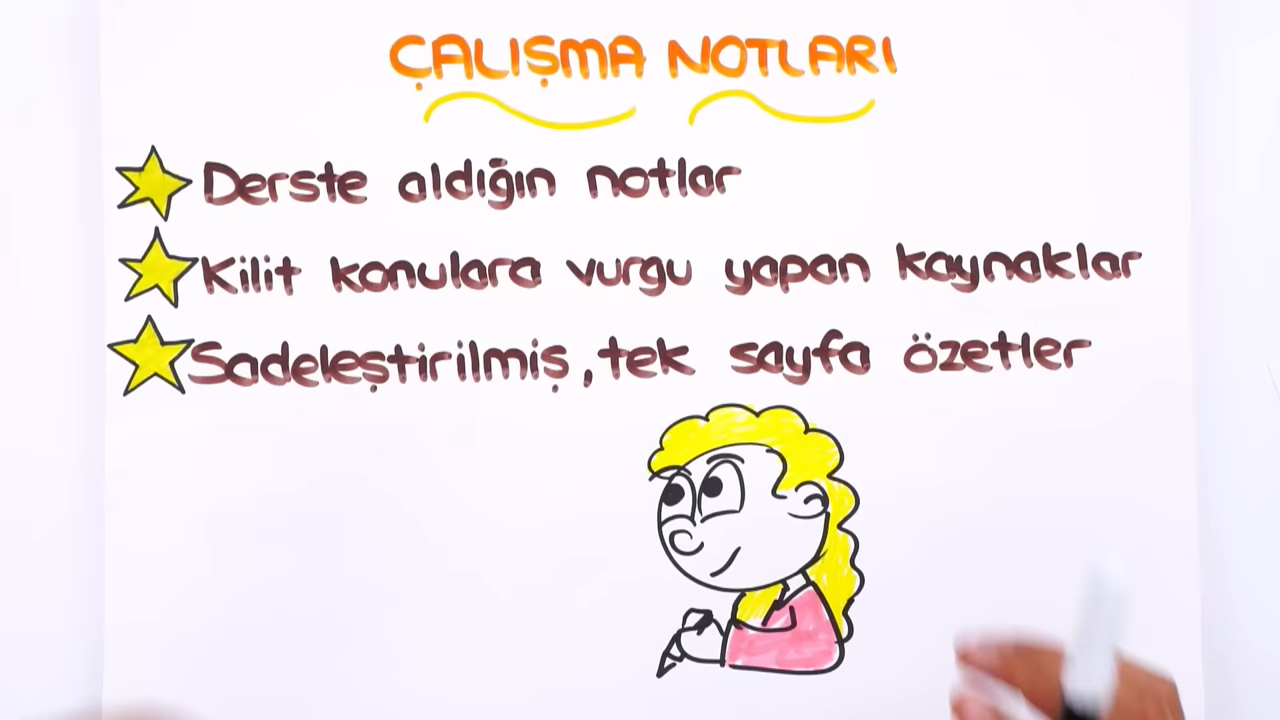 ÇALIŞMA NOTLARI
Derste aldığın notlar
Kilit konulara vurgu yapan kaynaklar
Sadeleştirilmiş, tek sayfa özetler